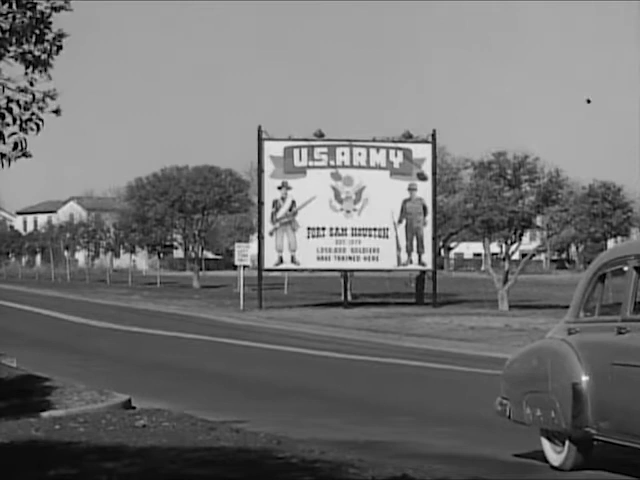 U.S. ARMY
FORT SAM HOUSTON
EST. 1879
SOLDIERS
HAVE TRAINED HERE